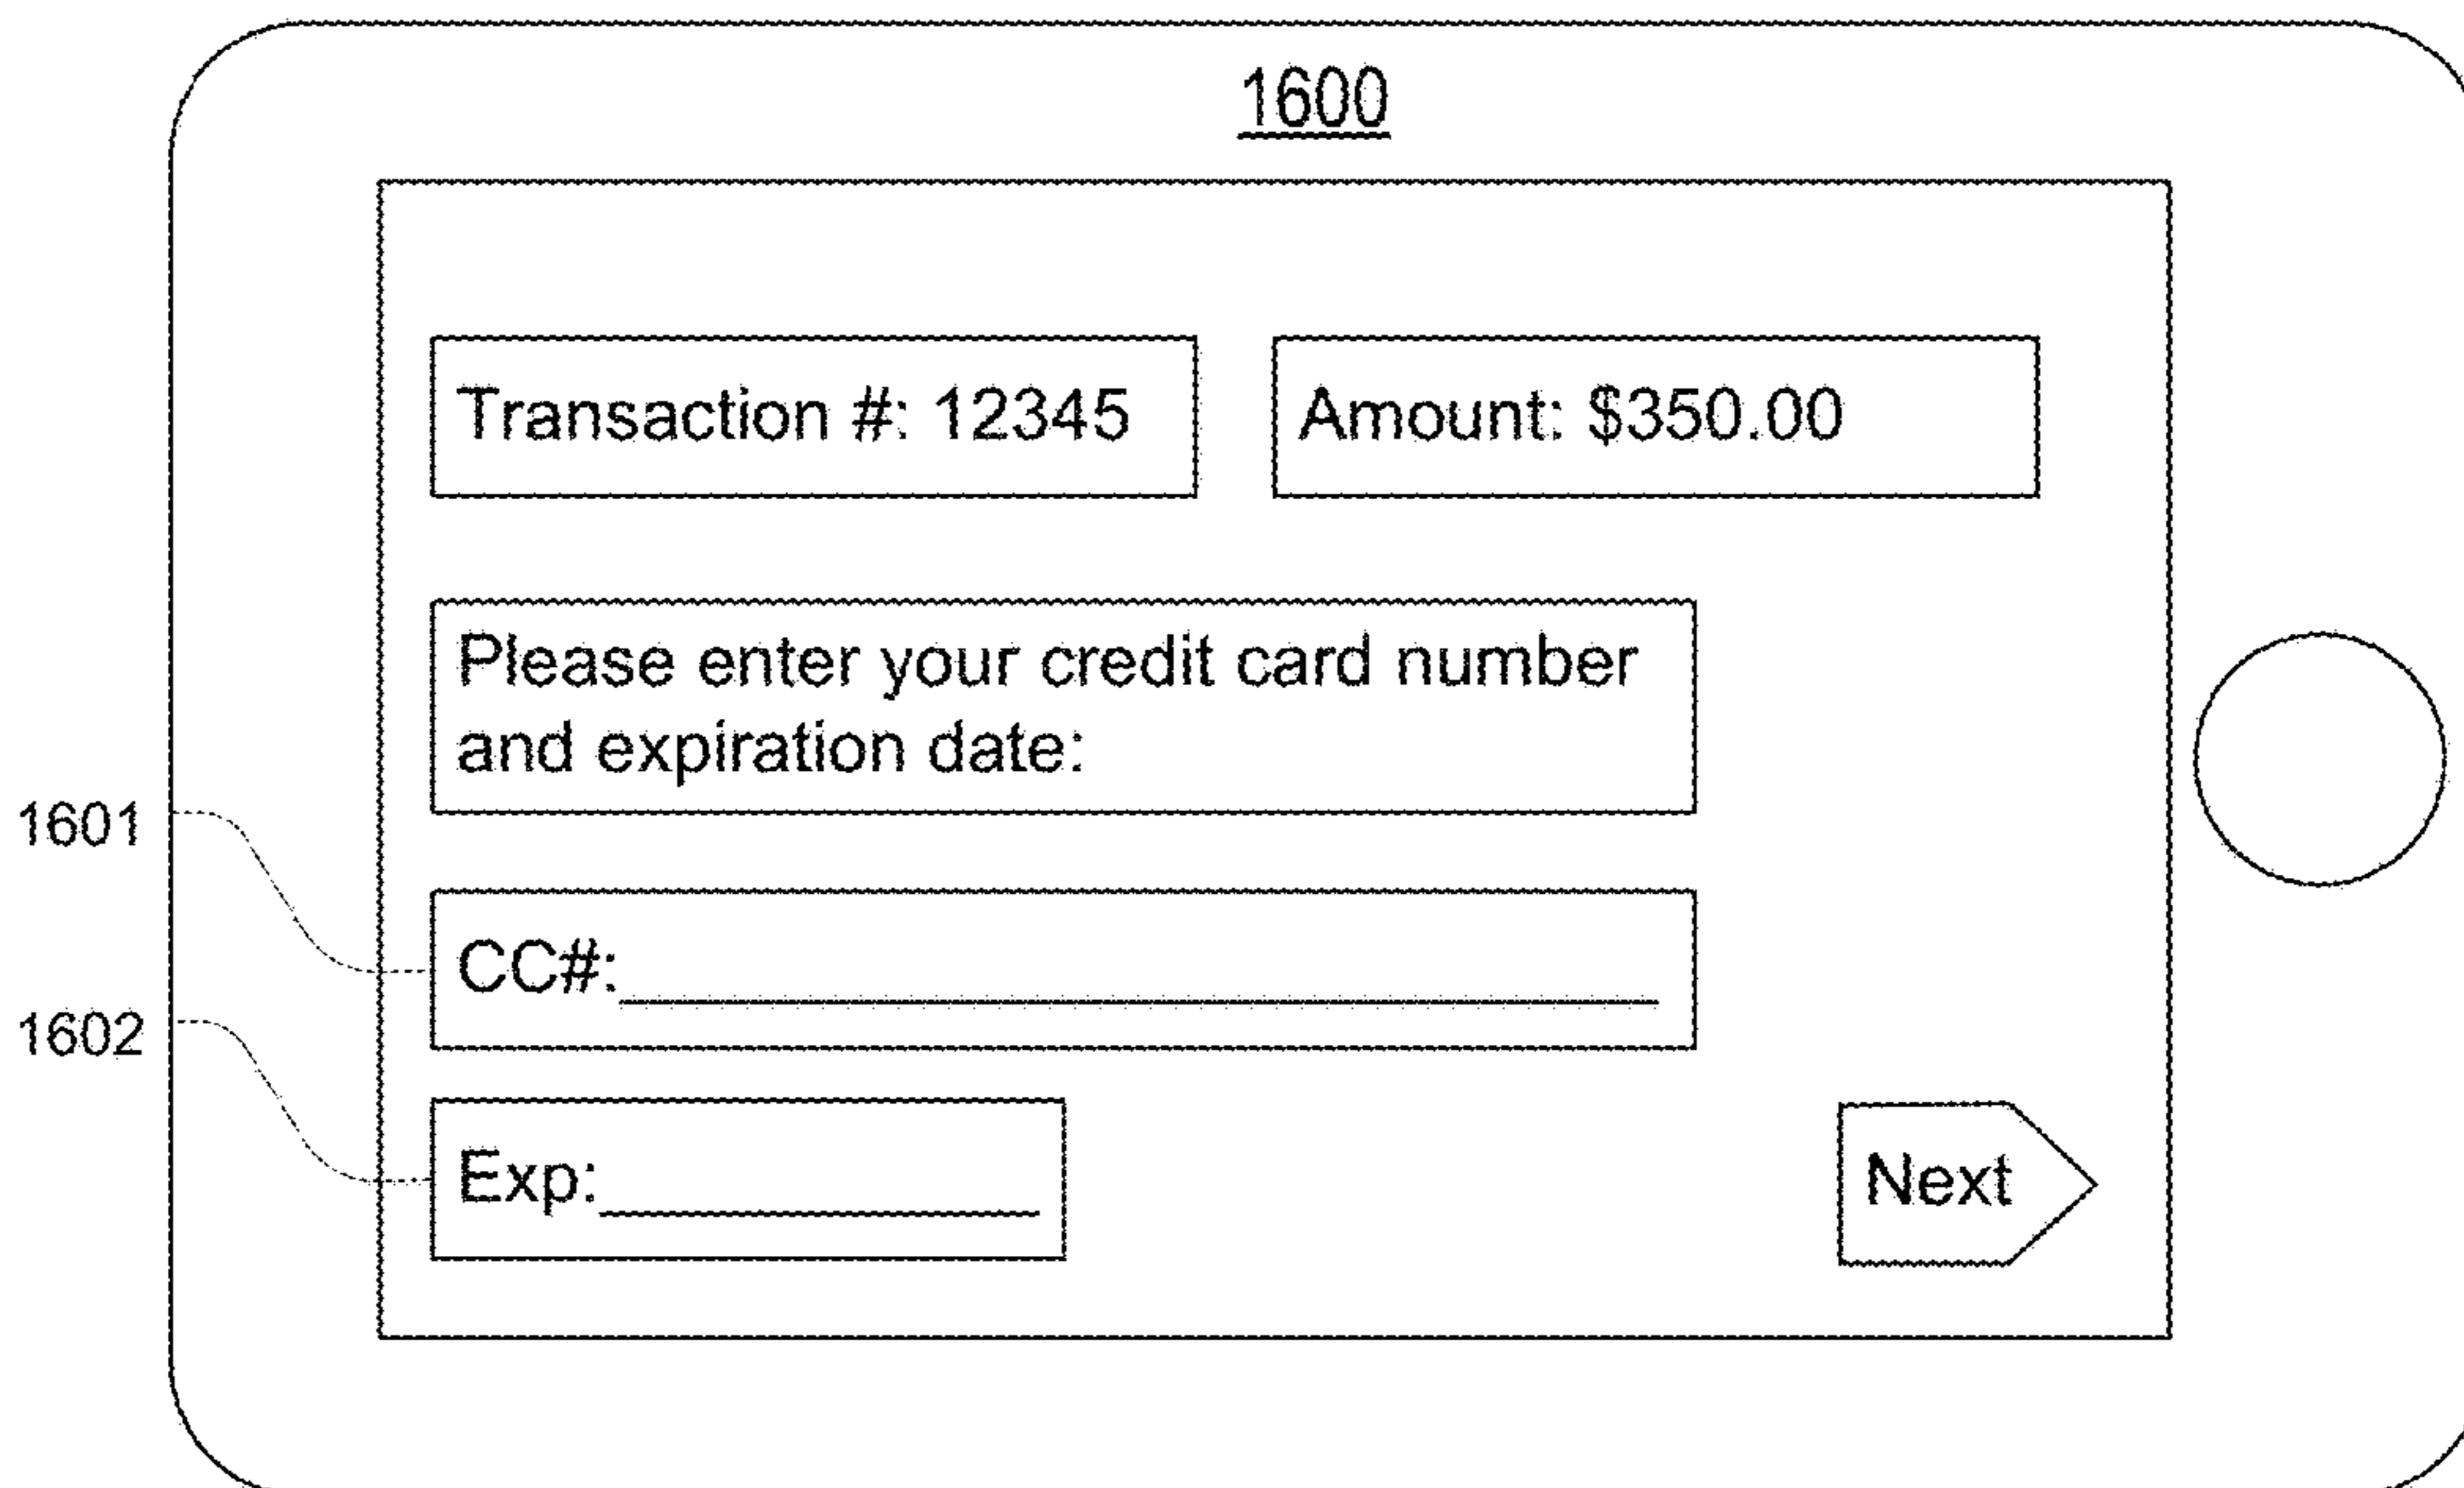 1600
Transaction #: 12345
Amount: $350.00
Please enter your credit card number
and expiration date:
1601
CC#:
1602
Exp:
Next